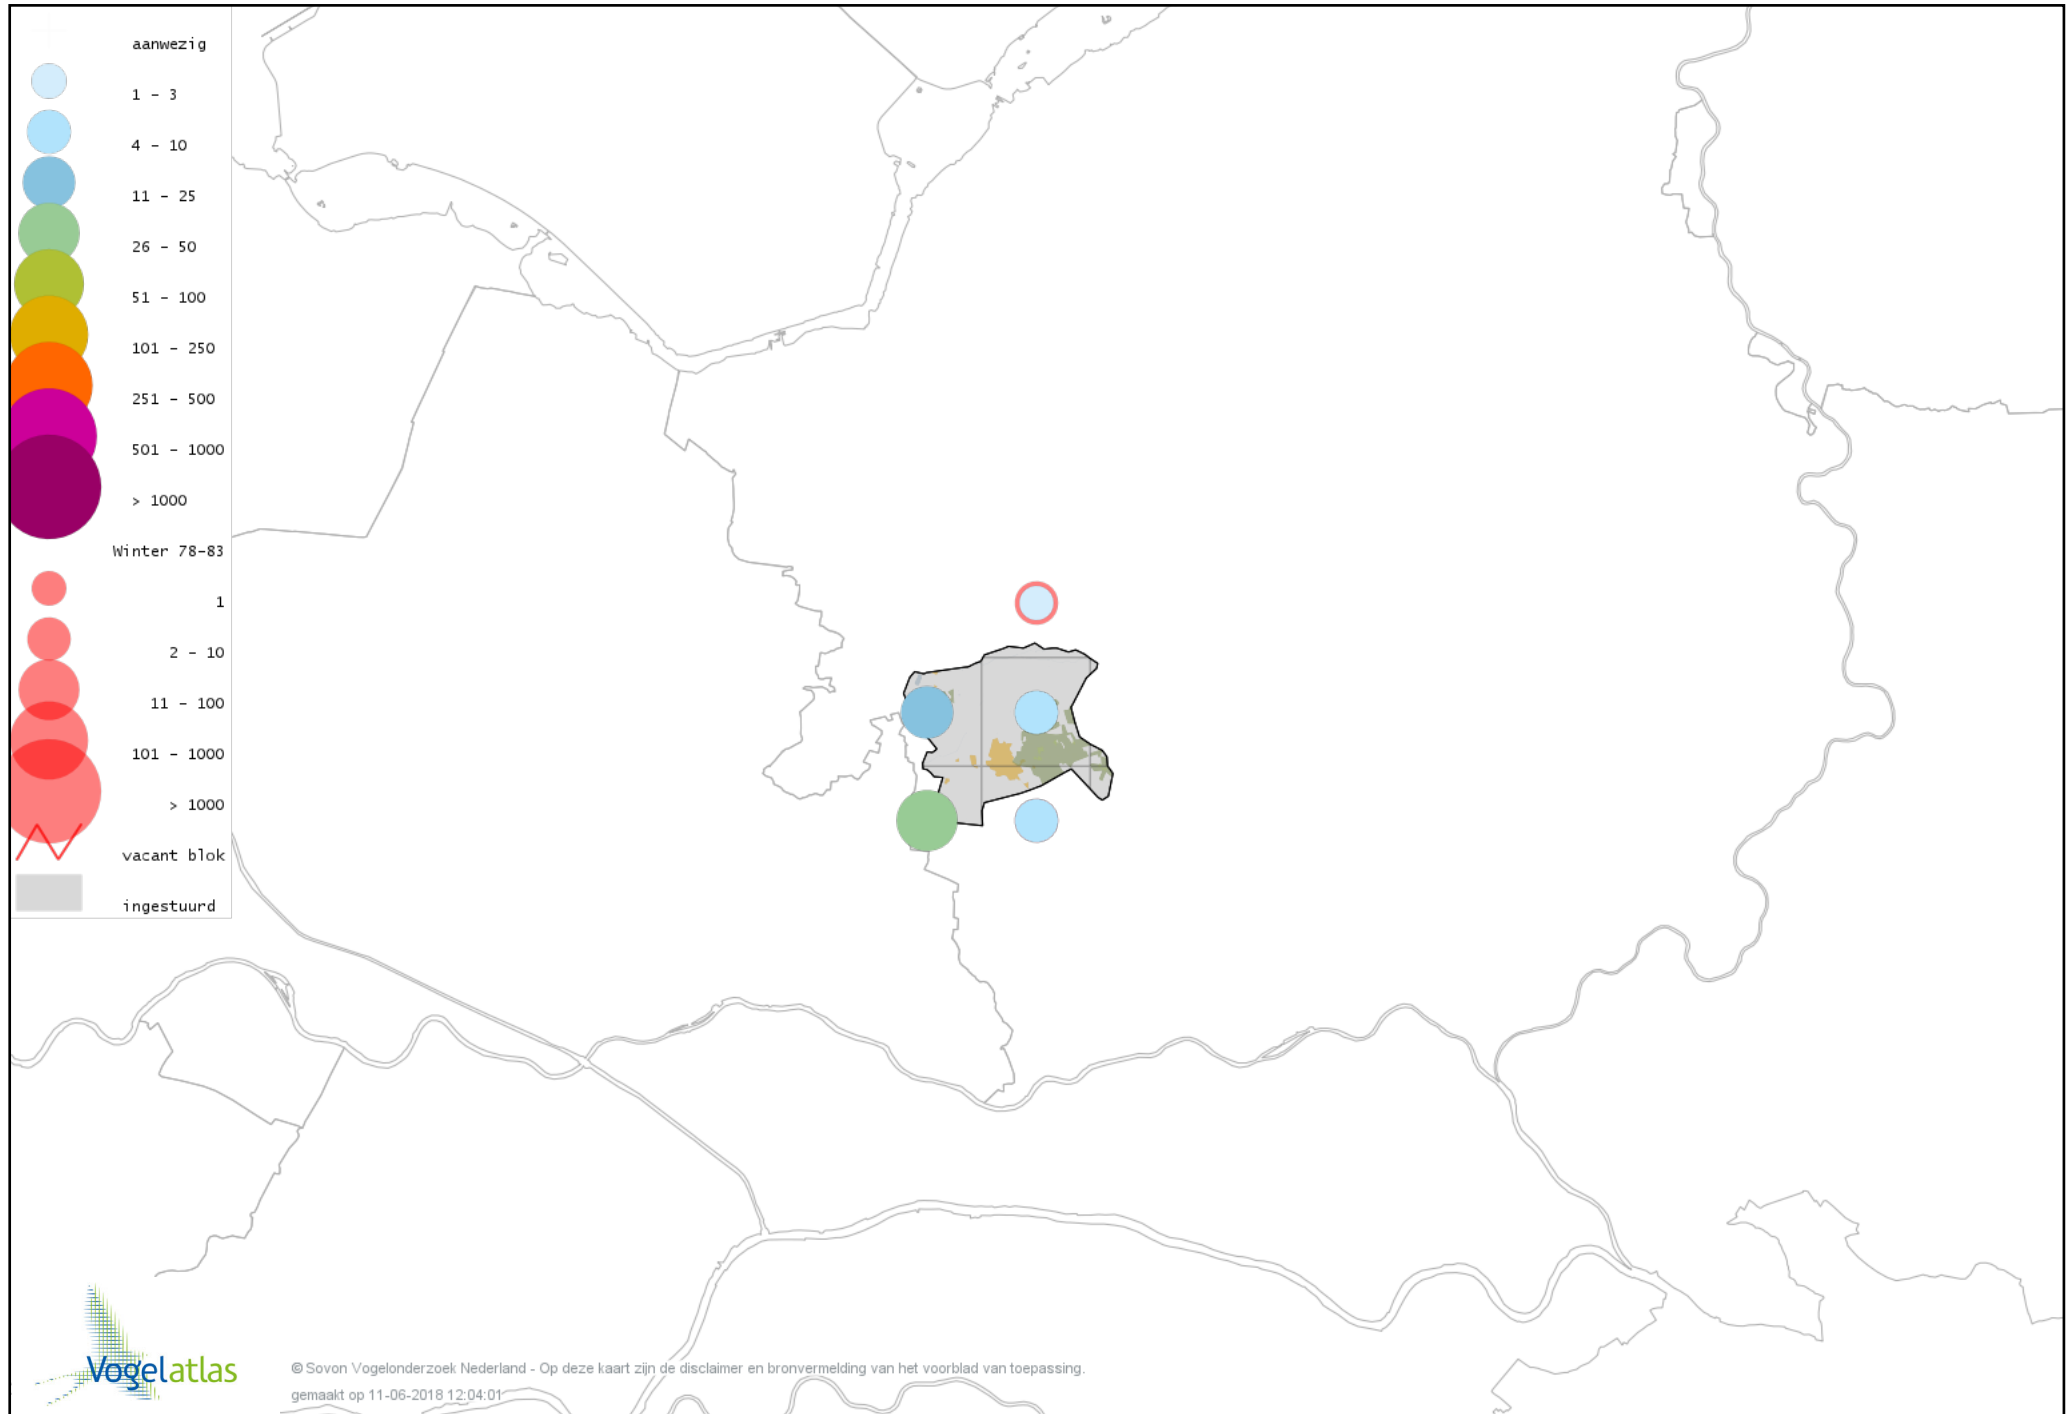 aanwezig
1 - 3
4 - 10
11 - 25
26 - 50
51 - 100
101 - 250
251 - 500
501 - 1000
> 1000
Winter 78-83
1
2 - 10
11 - 100
101 - 1000
> 1000
vacant blok
ingestuurd
Vogelatlas
© Sovon Vogelonderzoek Nederland - Op deze kaart zijn de disclaimer en bronvermelding van het voorblad van toepassing.
gemaakt op 11-06-2018 12:04:01